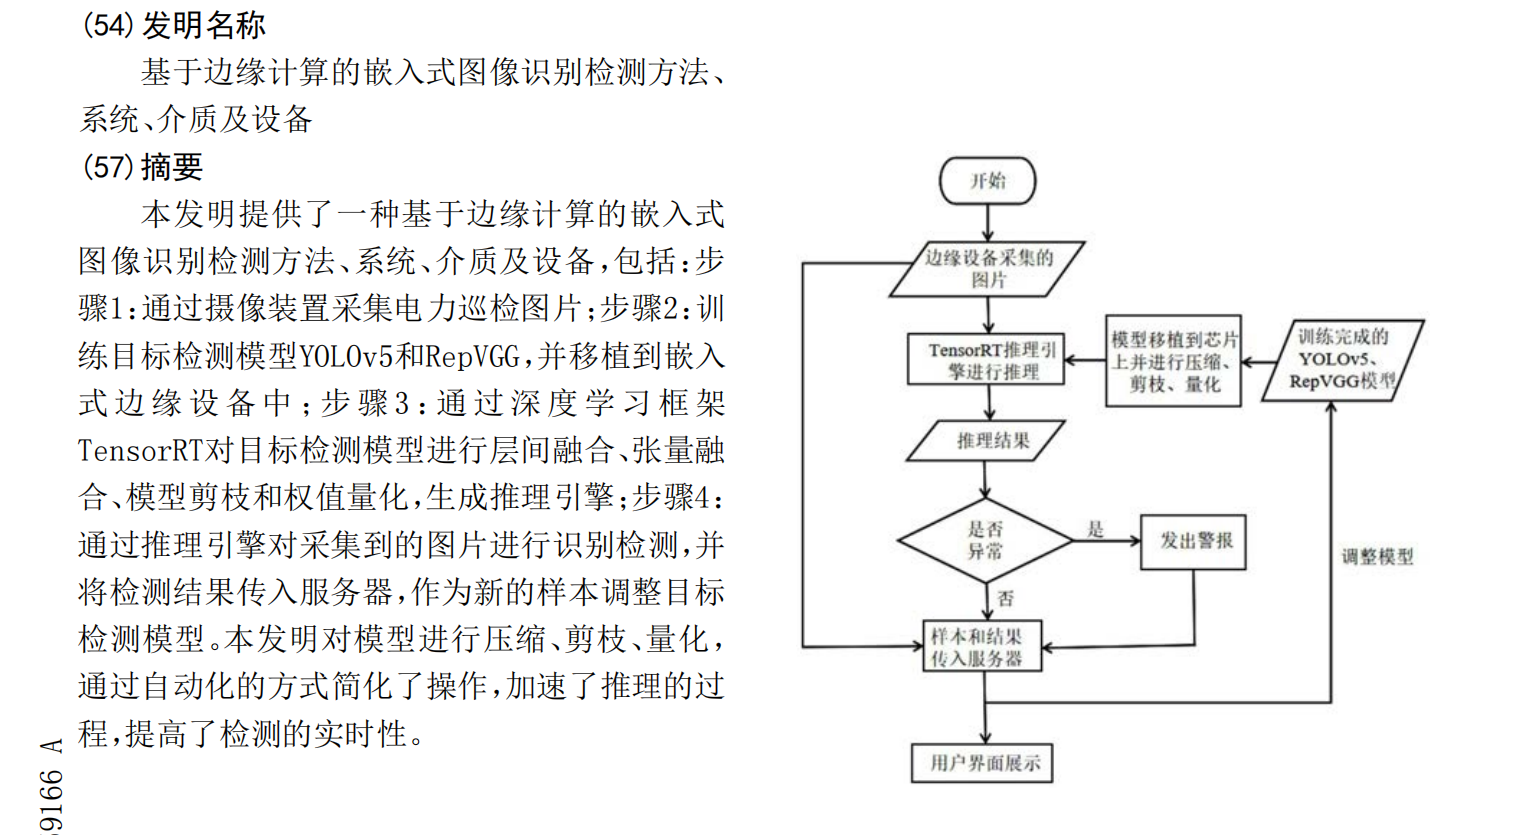 (54)发明名称
基于边缘计算的嵌入式图像识别检测方法、
系统、介质及设备
(57)摘要
本发明提供了一种基于边缘计算的嵌入式
图像识别检测方法、系统、介质及设备,包括:步
骤1:通过摄像装置采集电力巡检图片;步骤2:训
练目标检测模型YOLOv5和RepVGG,并移植到嵌入
式边缘设备中;步骤3:通过深度学习框架
TensorRT对目标检测模型进行层间融合、张量融
合、模型剪枝和权值量化,生成推理引擎;步骤4:
通过推理引擎对采集到的图片进行识别检测,并
将检测结果传入服务器,作为新的样本调整目标
检测模型。本发明对模型进行压缩、剪枝、量化,
通过自动化的方式简化了操作,加速了推理的过
程,提高了检测的实时性。
59166 A
开始
边缘设备采集的
图片
TensorRT推理引
擎进行推理
模型移植到芯片
上并进行压缩、
剪枝、量化
训练完成的
YOLOv5、
RepVGG模型
推理结果
是否
异常
是
发出警报
否
调整模型
样本和结果
传入服务器
用户界面展示